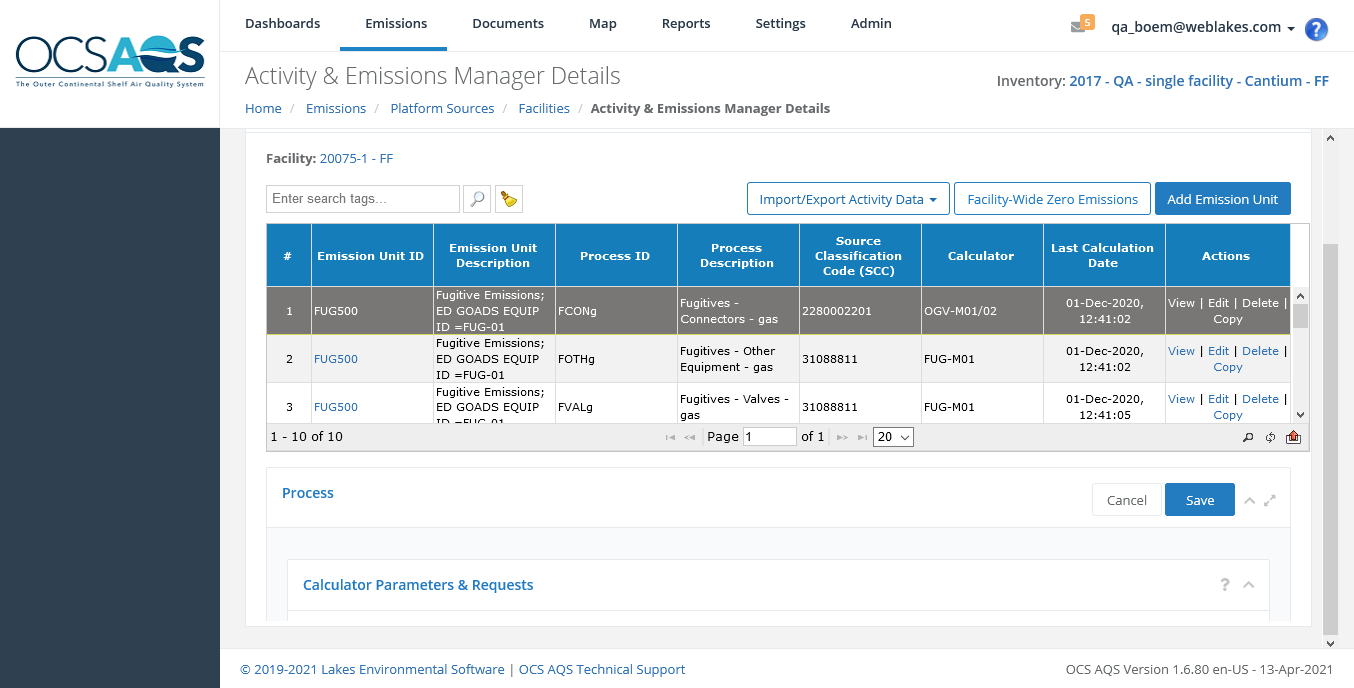 Dashboards Emissions Documents Map Reports Settings Admin 5 qa_boem@weblakes.com ?
OCSAQS
The Outer Continental Shelf Air Quality System
Activity & Emissions Manager Details
Inventory: 2017 - QA - single facility - Cantium - FF
Home / Emissions / Platform Sources / Facilities / Activity & Emissions Manager Details
Facility: 20075-1 - FF
Enter search tags...
Import/Export Activity Data Facility-Wide Zero Emissions Add Emission Unit
# Emission Unit ID Emission Unit Description Process ID Process Description Source Classification Code (SCC) Calculator Last Calculation Date Actions
1 FUG500 Fugitive Emissions; ED GOADS EQUIP ID =FUG-01 FCONg Fugitives - Connectors - gas 2280002201 OGV-M01/02 01-Dec-2020, 12:41:02 View | Edit | Delete | Copy
2 FUG500 Fugitive Emissions; ED GOADS EQUIP ID =FUG-01 FOTHg Fugitives - Other Equipment - gas 31088811 FUG-M01 01-Dec-2020, 12:41:02 View | Edit | Delete | Copy
3 FUG500 Fugitive Emissions; ED GOADS EQUIP ID =FUG-01 FVALg Fugitives - Valves - gas 31088811 FUG-M01 01-Dec-2020, 12:41:05 View | Edit | Delete | Copy
1 - 10 of 10 Page 1 of 1 20
Process
Cancel Save
Calculator Parameters & Requests ?
© 2019-2021 Lakes Environmental Software | OCS AQS Technical Support
OCS AQS Version 1.6.80 en-US - 13-Apr-2021